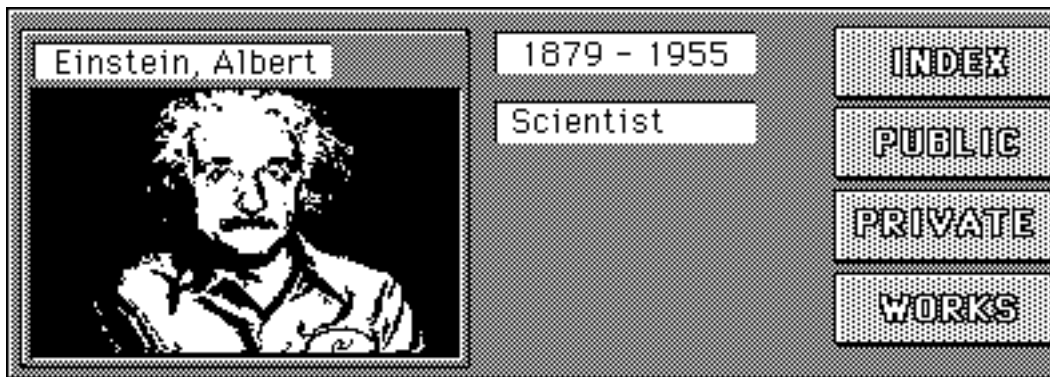 Einstein, Albert
1879 - 1955
Scientist
INDEX
PUBLIC
PRIVATE
WORKS